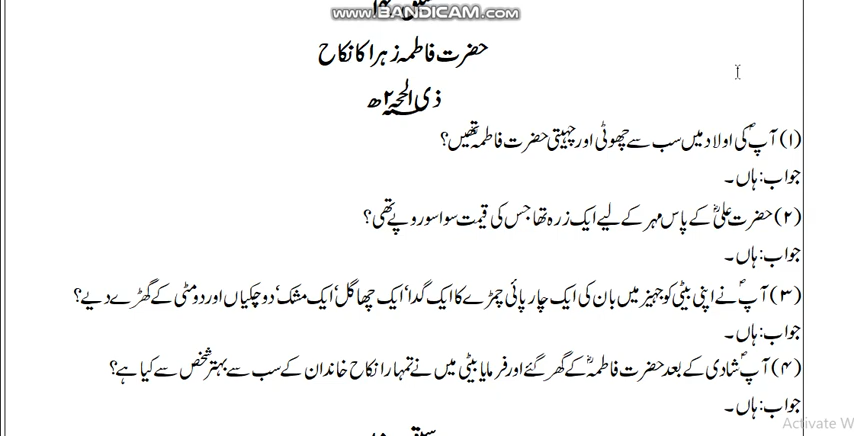 www.BANDICAM.com
حضرت فاطمہ زہرا کا نکاح
ذی الحجہ ۲ھ
(۱) آپؐ کی اولاد میں سب سے چھوٹی اور چہیتی حضرت فاطمہ تھیں؟
جواب: ہاں۔
(۲) حضرت علیؓ کے پاس مہر کے لیے ایک زرہ تھا جس کی قیمت سوا سو روپے تھی؟
جواب: ہاں۔
(۳) آپؐ نے اپنی بیٹی کو جہیز میں بان کی ایک چارپائی چمڑے کا ایک گدا‘ ایک چھاگل‘ ایک مشک‘ دو چکیاں اور دو مٹی کے گھڑے دیے؟
جواب: ہاں۔
(۴) آپؐ شادی کے بعد حضرت فاطمہؓ کے گھر گئے اور فرمایا بیٹی میں نے تمہارا نکاح خاندان کے سب سے بہتر شخص سے کیا ہے؟
جواب: ہاں۔
Activate W